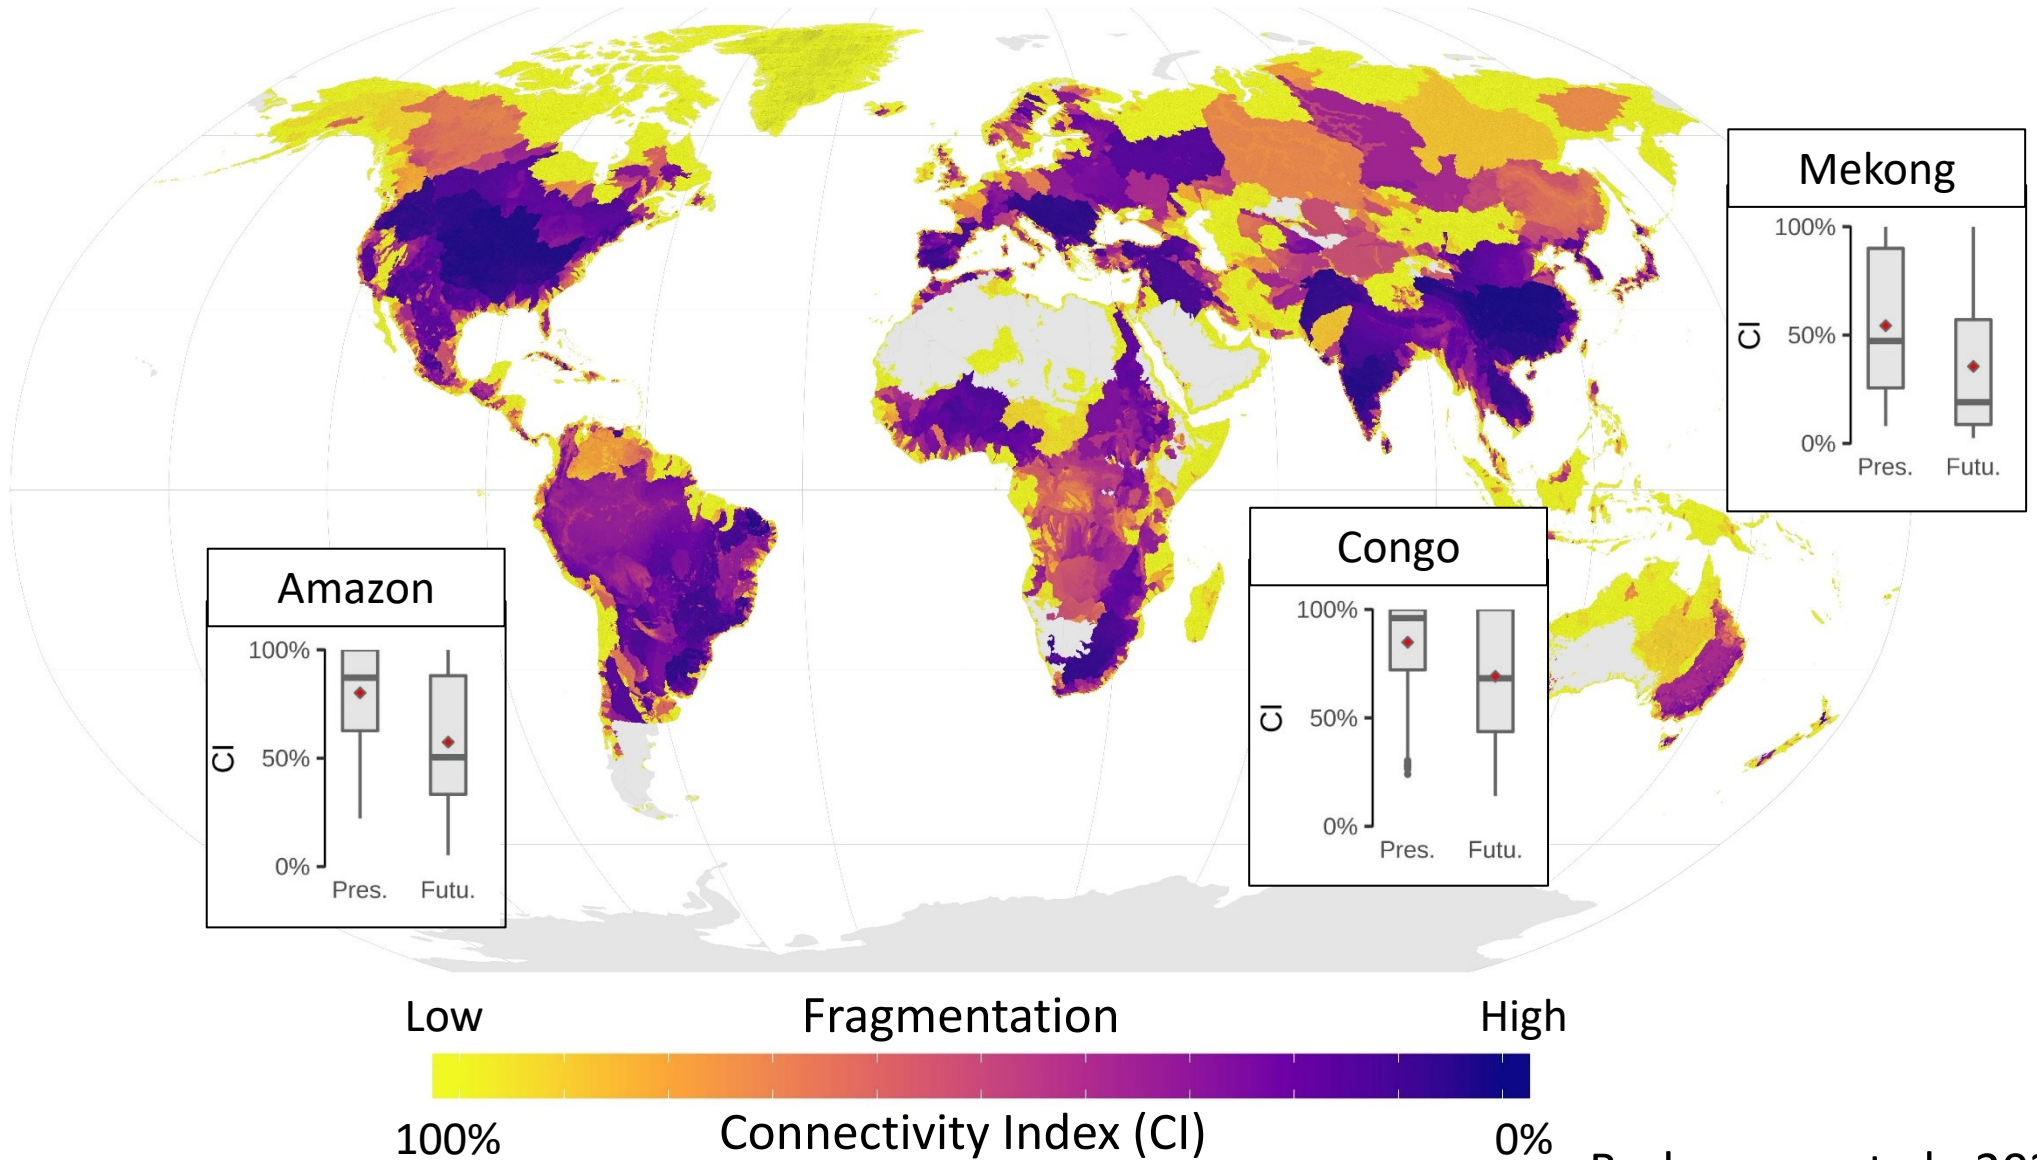 Mekong
100%
50%
0%
CI
Pres. Futu.
Congo
100%
50%
0%
CI
Pres. Futu.
Amazon
100%
50%
0%
CI
Pres. Futu.
Low Fragmentation High
100% Connectivity Index (CI) 0%